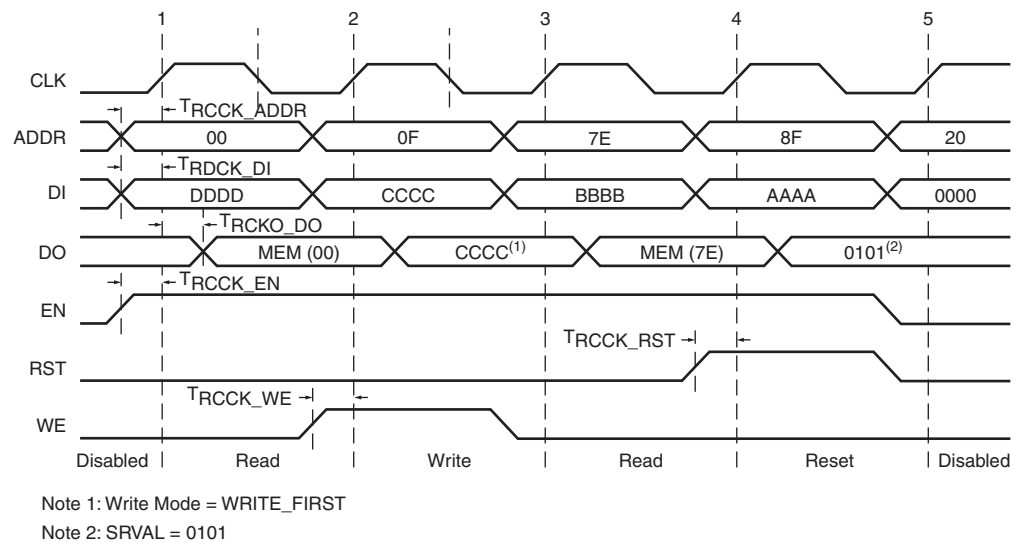 1 2 3 4 5
CLK
TRCCK_ADDR
ADDR 00 0F 7E 8F 20
TRDCK_DI
DI DDDD CCCC BBBB AAAA 0000
TRCKO_DO
DO MEM (00) CCCC(1) MEM (7E) 0101(2)
TRCCK_EN
EN
TRCCK_RST
RST
TRCCK_WE
WE
Disabled Read Write Read Reset Disabled
Note 1: Write Mode = WRITE_FIRST
Note 2: SRVAL = 0101